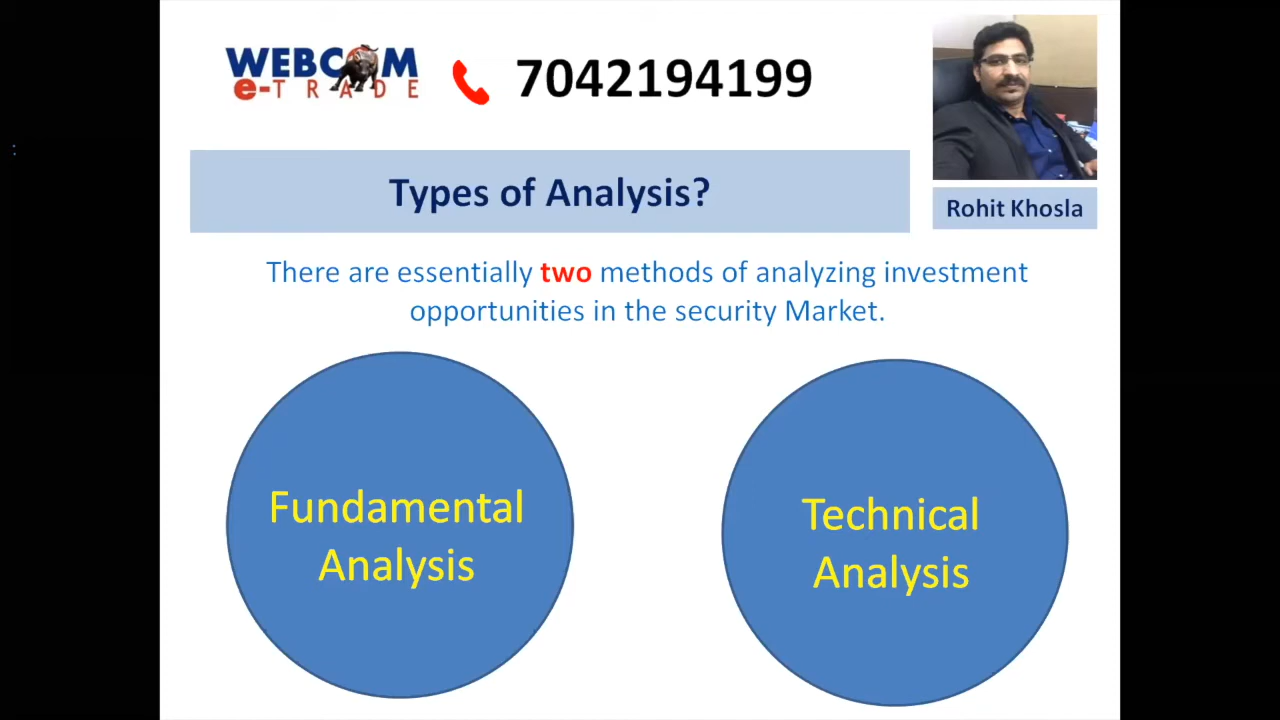 WEBCOM
e-TRADE
7042194199
Types of Analysis?
Rohit Khosla
There are essentially two methods of analyzing investment
opportunities in the security Market.
Fundamental
Analysis
Technical
Analysis